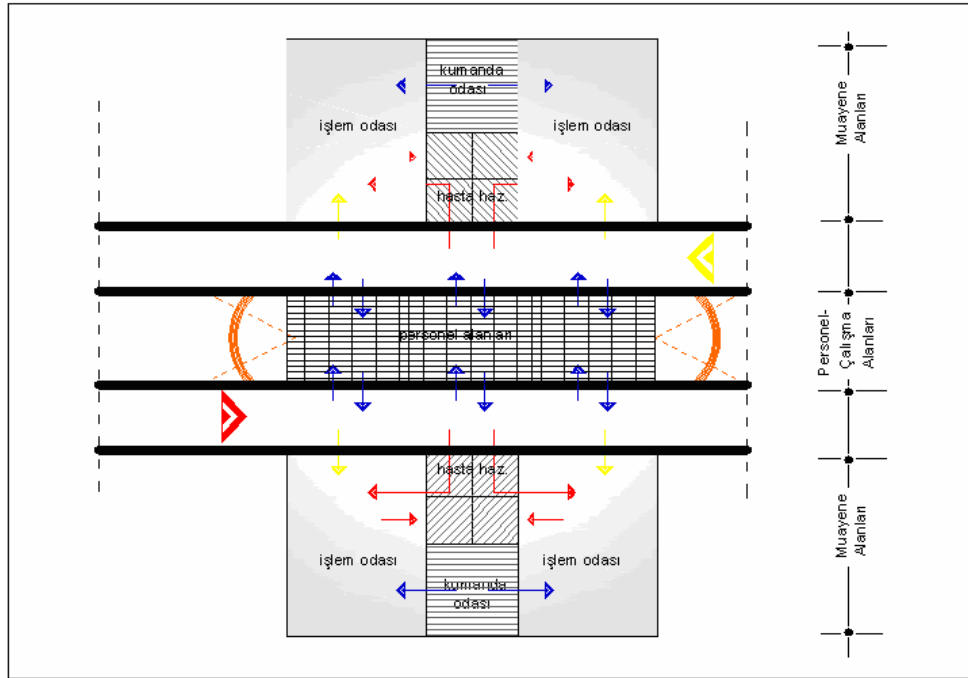 kumanda
odası
işlem odası
işlem odası
hasta haz.
personel alanları
hasta haz.
işlem odası
işlem odası
kumanda
odası
Muayene
Alanları
Personel-
Çalışma
Alanları
Muayene
Alanları